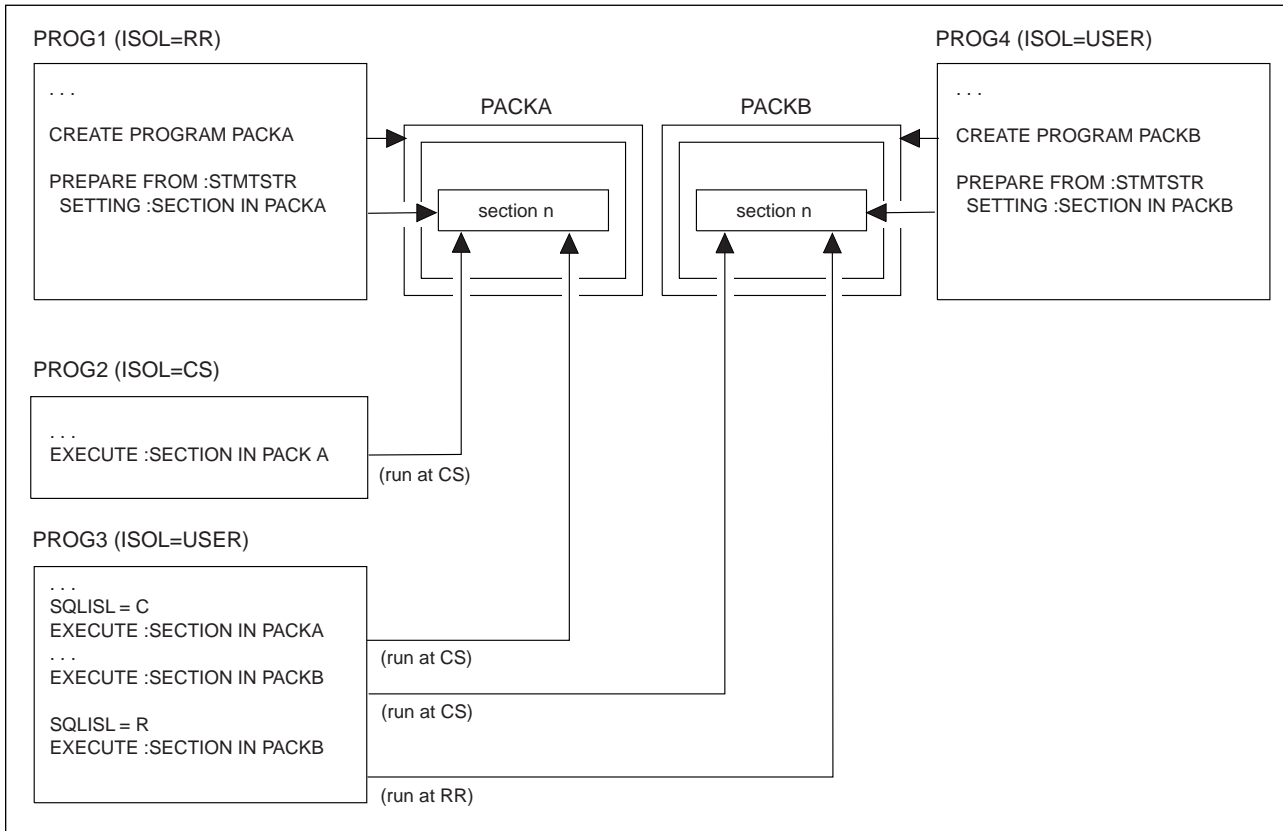 PROG1 (ISOL=RR)
. . .
CREATE PROGRAM PACKA
PREPARE FROM :STMTSTR
SETTING :SECTION IN PACKA
PACKA
section n
PACKB
section n
PROG4 (ISOL=USER)
. . .
CREATE PROGRAM PACKB
PREPARE FROM :STMTSTR
SETTING :SECTION IN PACKB
PROG2 (ISOL=CS)
. . .
EXECUTE :SECTION IN PACK A
(run at CS)
PROG3 (ISOL=USER)
. . .
SQLISL = C
EXECUTE :SECTION IN PACKA
. . .
EXECUTE :SECTION IN PACKB
SQLISL = R
EXECUTE :SECTION IN PACKB
(run at CS)
(run at CS)
(run at RR)